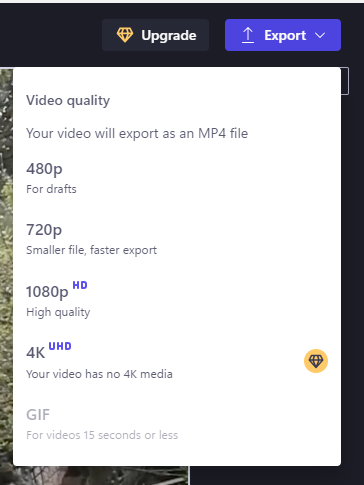 Upgrade
Export
Video quality
Your video will export as an MP4 file
480p
For drafts
720p
Smaller file, faster export
1080p HD
High quality
4K UHD
Your video has no 4K media
GIF
For videos 15 seconds or less